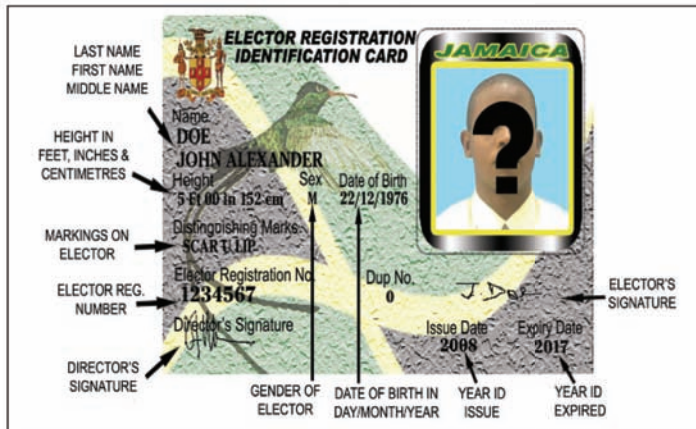 ELECTOR REGISTRATION
IDENTIFICATION CARD
JAMAICA
?
LAST NAME
FIRST NAME
MIDDLE NAME
Name
DOE
JOHN ALEXANDER
HEIGHT IN
FEET, INCHES &
CENTIMETRES
Height Sex Date of Birth
5 Ft 00 In 152 cm M 22/12/1976
MARKINGS ON
ELECTOR
Distinguishing Marks
SCAR U LIP
ELECTOR REG.
NUMBER
Elector Registration No. Dup No.
1234567 0
J. Doe
ELECTOR'S
SIGNATURE
Director's Signature Issue Date Expiry Date
2008 2017
DIRECTOR'S
SIGNATURE
GENDER OF
ELECTOR
DATE OF BIRTH IN
DAY/MONTH/YEAR
YEAR ID
ISSUE
YEAR ID
EXPIRED